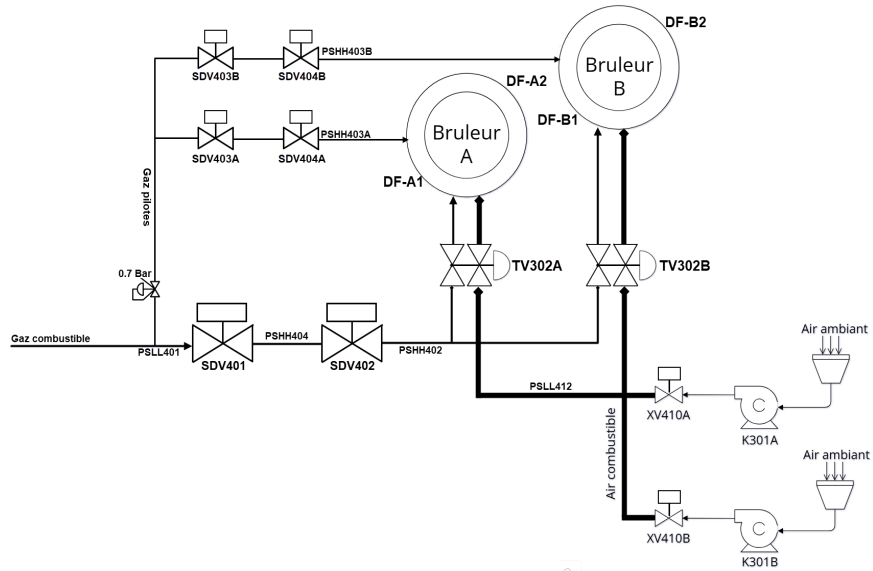 DF-B2
PSHH403B
SDV403B
SDV404B
Bruleur
B
DF-A2
DF-B1
PSHH403A
Bruleur
A
SDV403A
SDV404A
DF-A1
Gaz pilotes
TV302A
TV302B
0.7 Bar
Gaz combustible
PSLL401
PSHH404
PSHH402
SDV401
SDV402
Air ambiant
PSLL412
XV410A
C
K301A
Air combustible
Air ambiant
XV410B
C
K301B